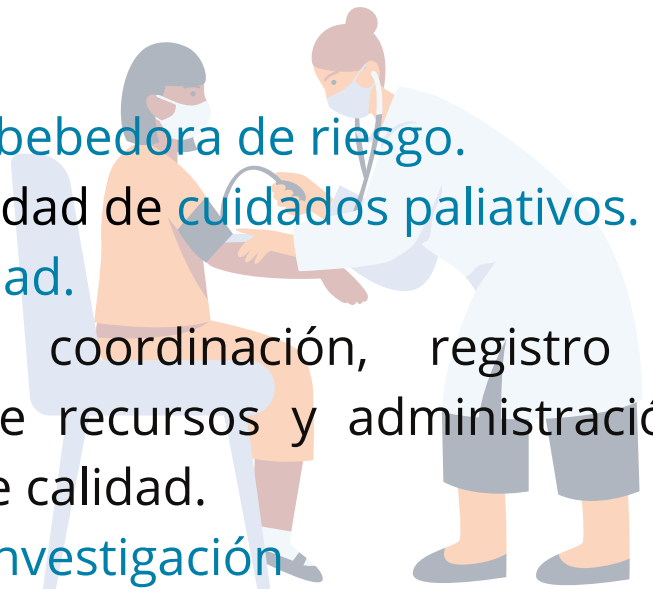 bebedora de riesgo.
dad de cuidados paliativos.
ad.
coordinación, registro
e recursos y administració
e calidad.
nvestigación